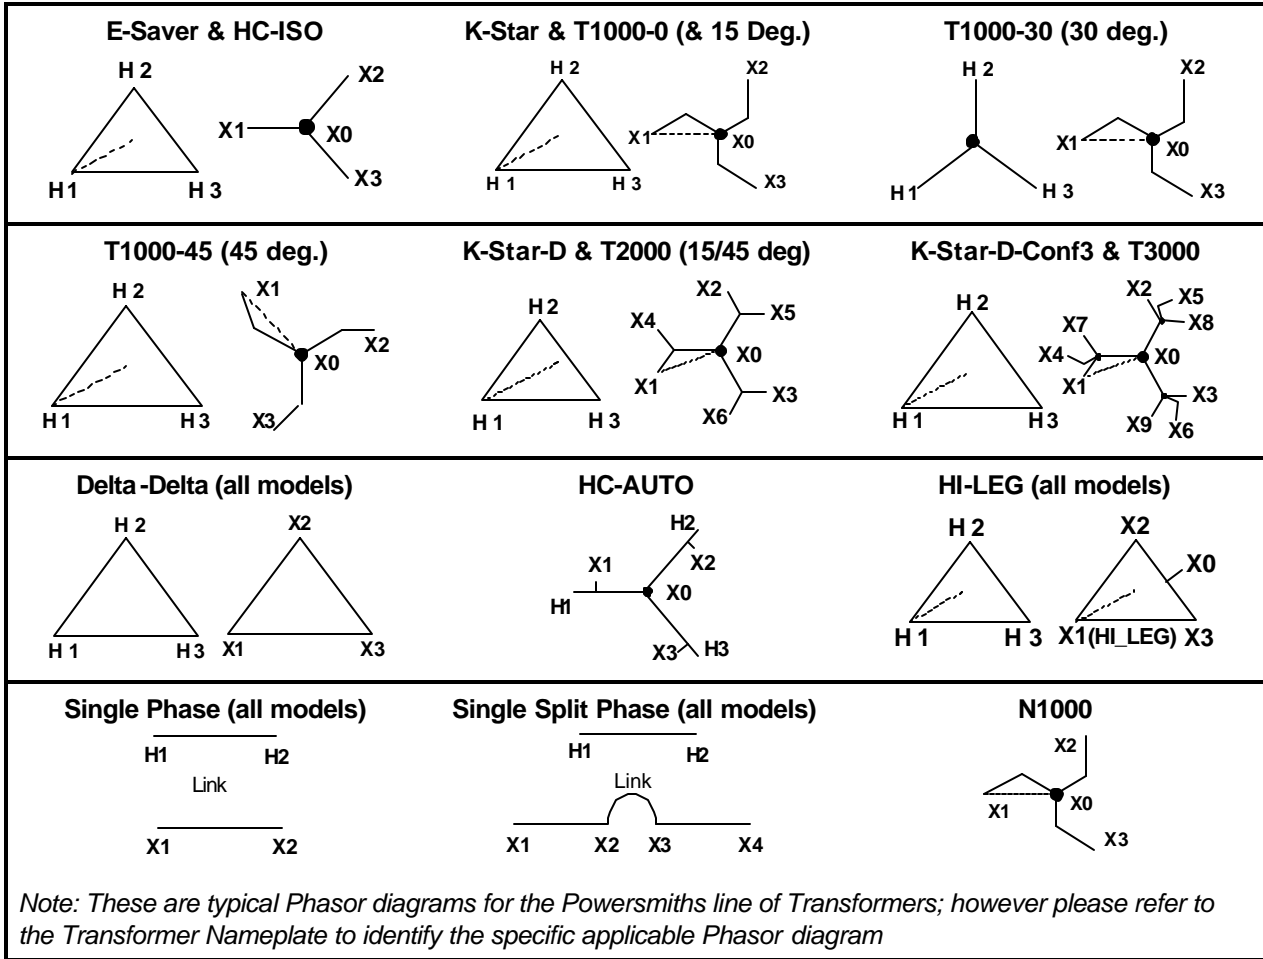 E-Saver & HC-ISO
H 2
X2
X1
X0
H 1
H 3
X3
K-Star & T1000-0 (& 15 Deg.)
H 2
X2
X1
X0
H 1
H 3
X3
T1000-30 (30 deg.)
H 2
X2
X1
X0
H 1
H 3
X3
T1000-45 (45 deg.)
H 2
X1
X0
X2
H 1
H 3
X3
K-Star-D & T2000 (15/45 deg)
H 2
X2
X5
X4
X0
X1
X3
H 1
H 3
X6
K-Star-D-Conf3 & T3000
H 2
X2
X5
X7
X8
X4
X0
X1
X3
H 1
H 3
X9
X6
Delta-Delta (all models)
H 2
X2
H 1
H 3
X1
X3
HC-AUTO
H2
X1
X2
H1
X0
X3
H3
HI-LEG (all models)
H 2
X2
X0
H 1
H 3
X1(HI_LEG)
X3
Single Phase (all models)
H1
H2
Link
X1
X2
Single Split Phase (all models)
H1
H2
Link
X1
X2
X3
X4
N1000
X2
X1
X0
X3
Note: These are typical Phasor diagrams for the Powersmiths line of Transformers; however please refer to
the Transformer Nameplate to identify the specific applicable Phasor diagram